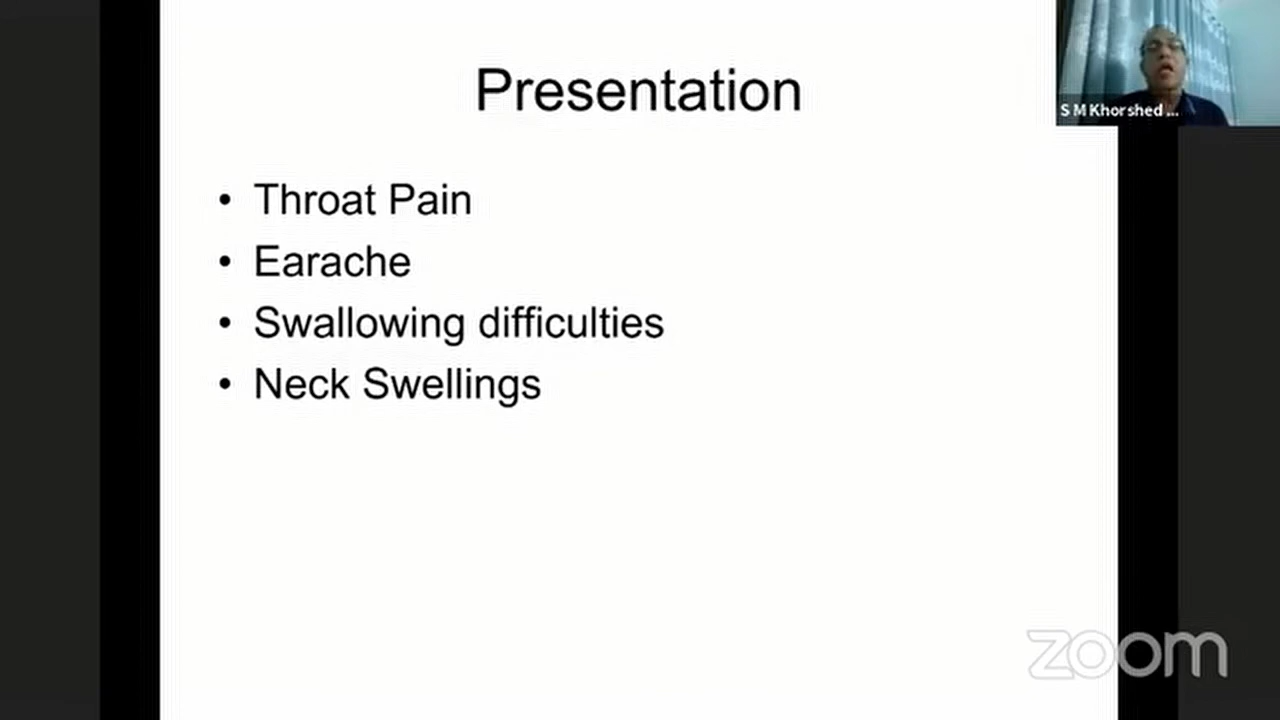 Presentation
S M Khorshed ...
• Throat Pain
• Earache
• Swallowing difficulties
• Neck Swellings
zoom